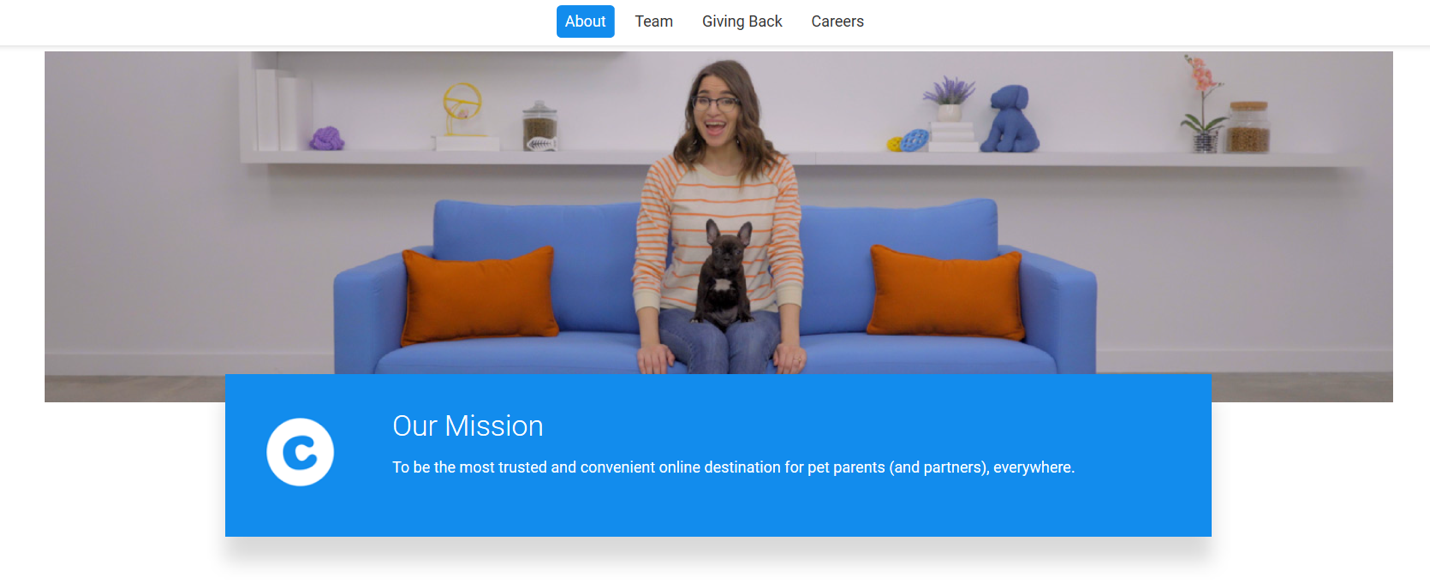 About Team Giving Back Careers
C
Our Mission
To be the most trusted and convenient online destination for pet parents (and partners), everywhere.